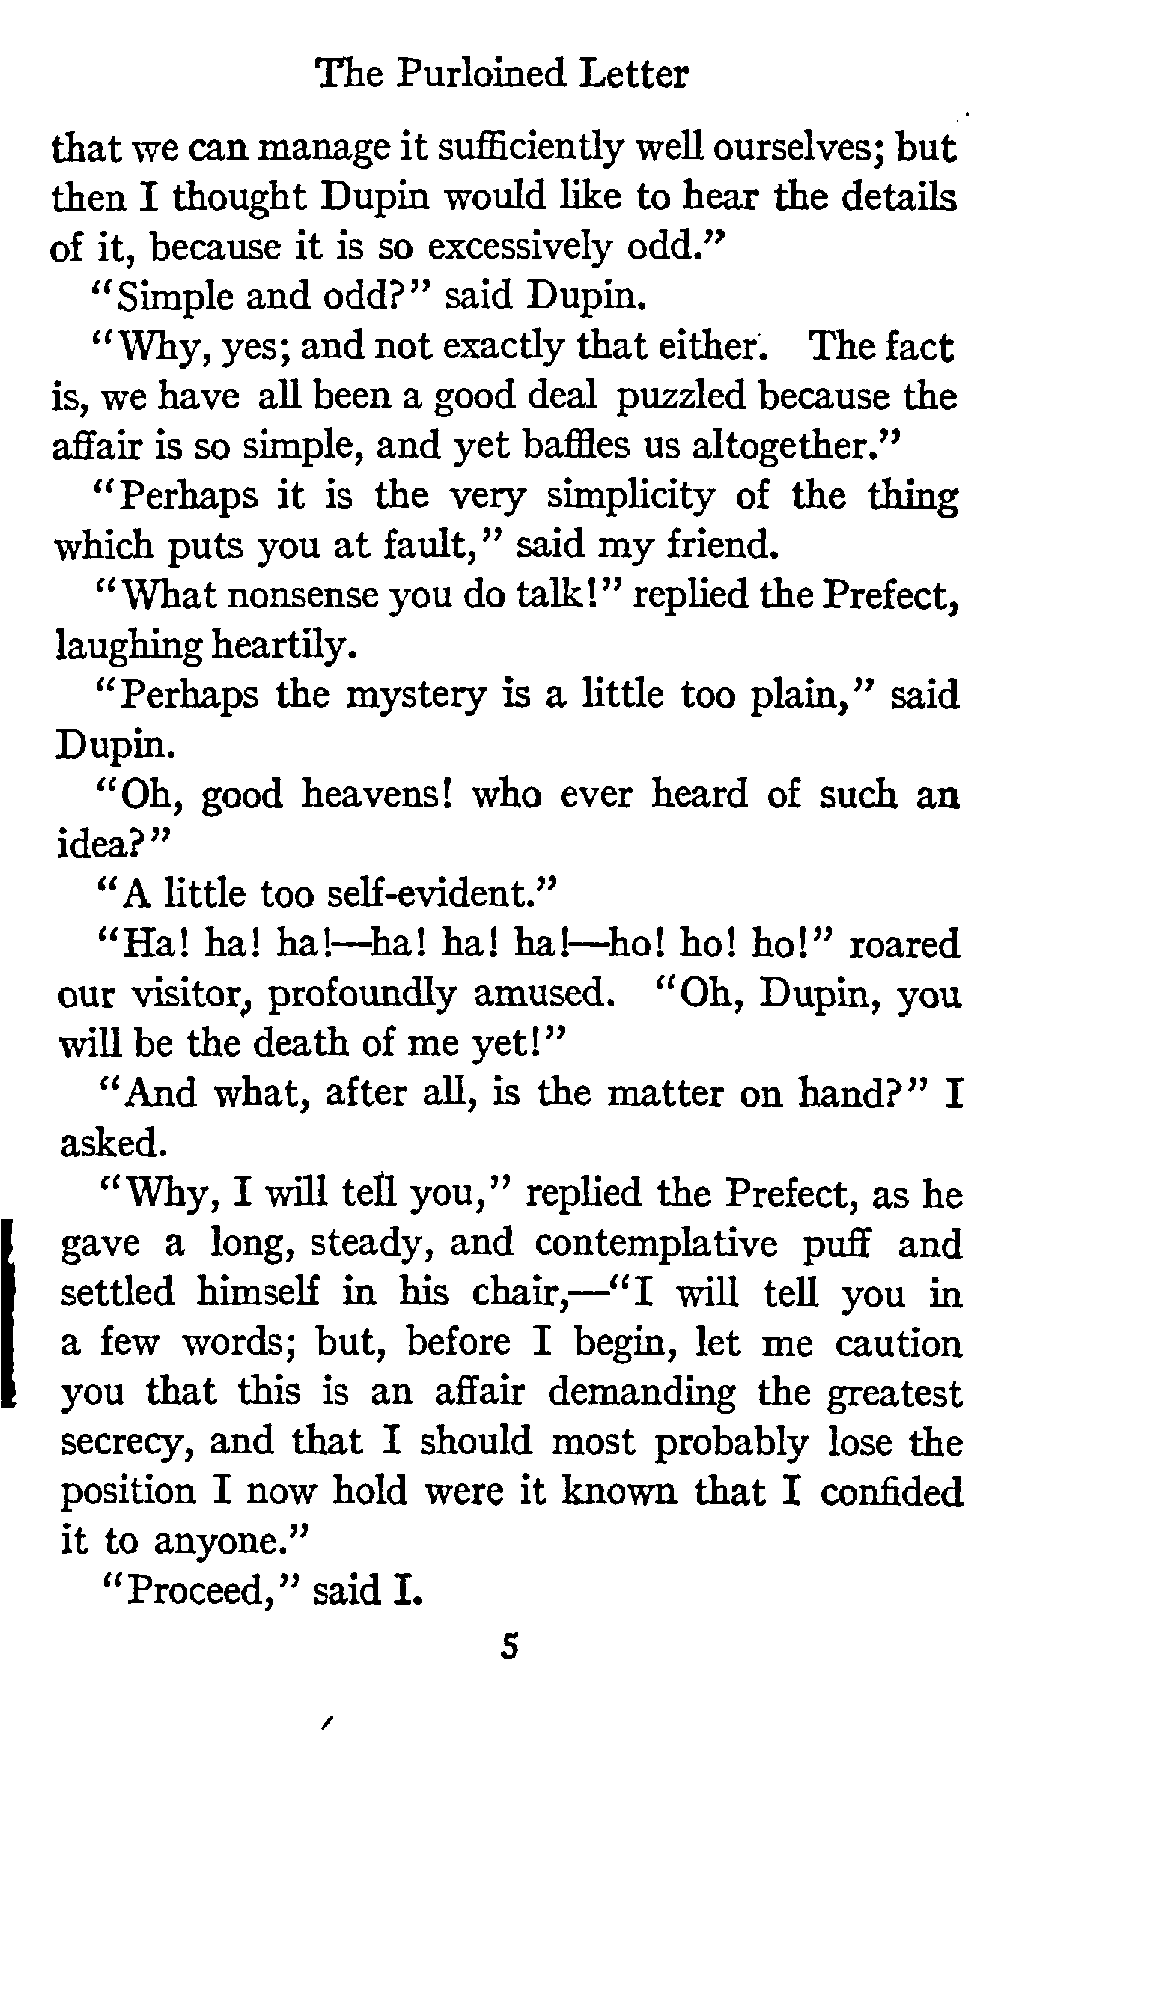 The Purloined Letter
that we can manage it sufficiently well ourselves; but
then I thought Dupin would like to hear the details
of it, because it is so excessively odd."
"Simple and odd?" said Dupin.
"Why, yes; and not exactly that either. The fact
is, we have all been a good deal puzzled because the
affair is so simple, and yet baffles us altogether."
"Perhaps it is the very simplicity of the thing
which puts you at fault," said my friend.
"What nonsense you do talk!" replied the Prefect,
laughing heartily.
"Perhaps the mystery is a little too plain," said
Dupin.
"Oh, good heavens! who ever heard of such an
idea?"
"A little too self-evident."
"Ha! ha! ha!—ha! ha! ha!—ho! ho! ho!" roared
our visitor, profoundly amused. "Oh, Dupin, you
will be the death of me yet!"
"And what, after all, is the matter on hand?" I
asked.
"Why, I will tell you," replied the Prefect, as he
gave a long, steady, and contemplative puff and
settled himself in his chair,—"I will tell you in
a few words; but, before I begin, let me caution
you that this is an affair demanding the greatest
secrecy, and that I should most probably lose the
position I now hold were it known that I confided
it to anyone."
"Proceed," said I.
5